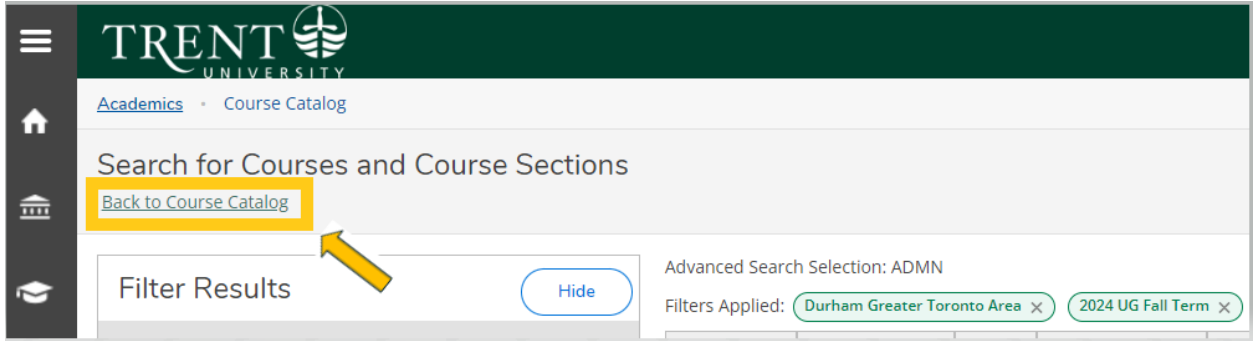 TRENT
UNIVERSITY
Academics · Course Catalog
Search for Courses and Course Sections
Back to Course Catalog
Filter Results
Hide
Advanced Search Selection: ADMN
Filters Applied: Durham Greater Toronto Area × 2024 UG Fall Term ×